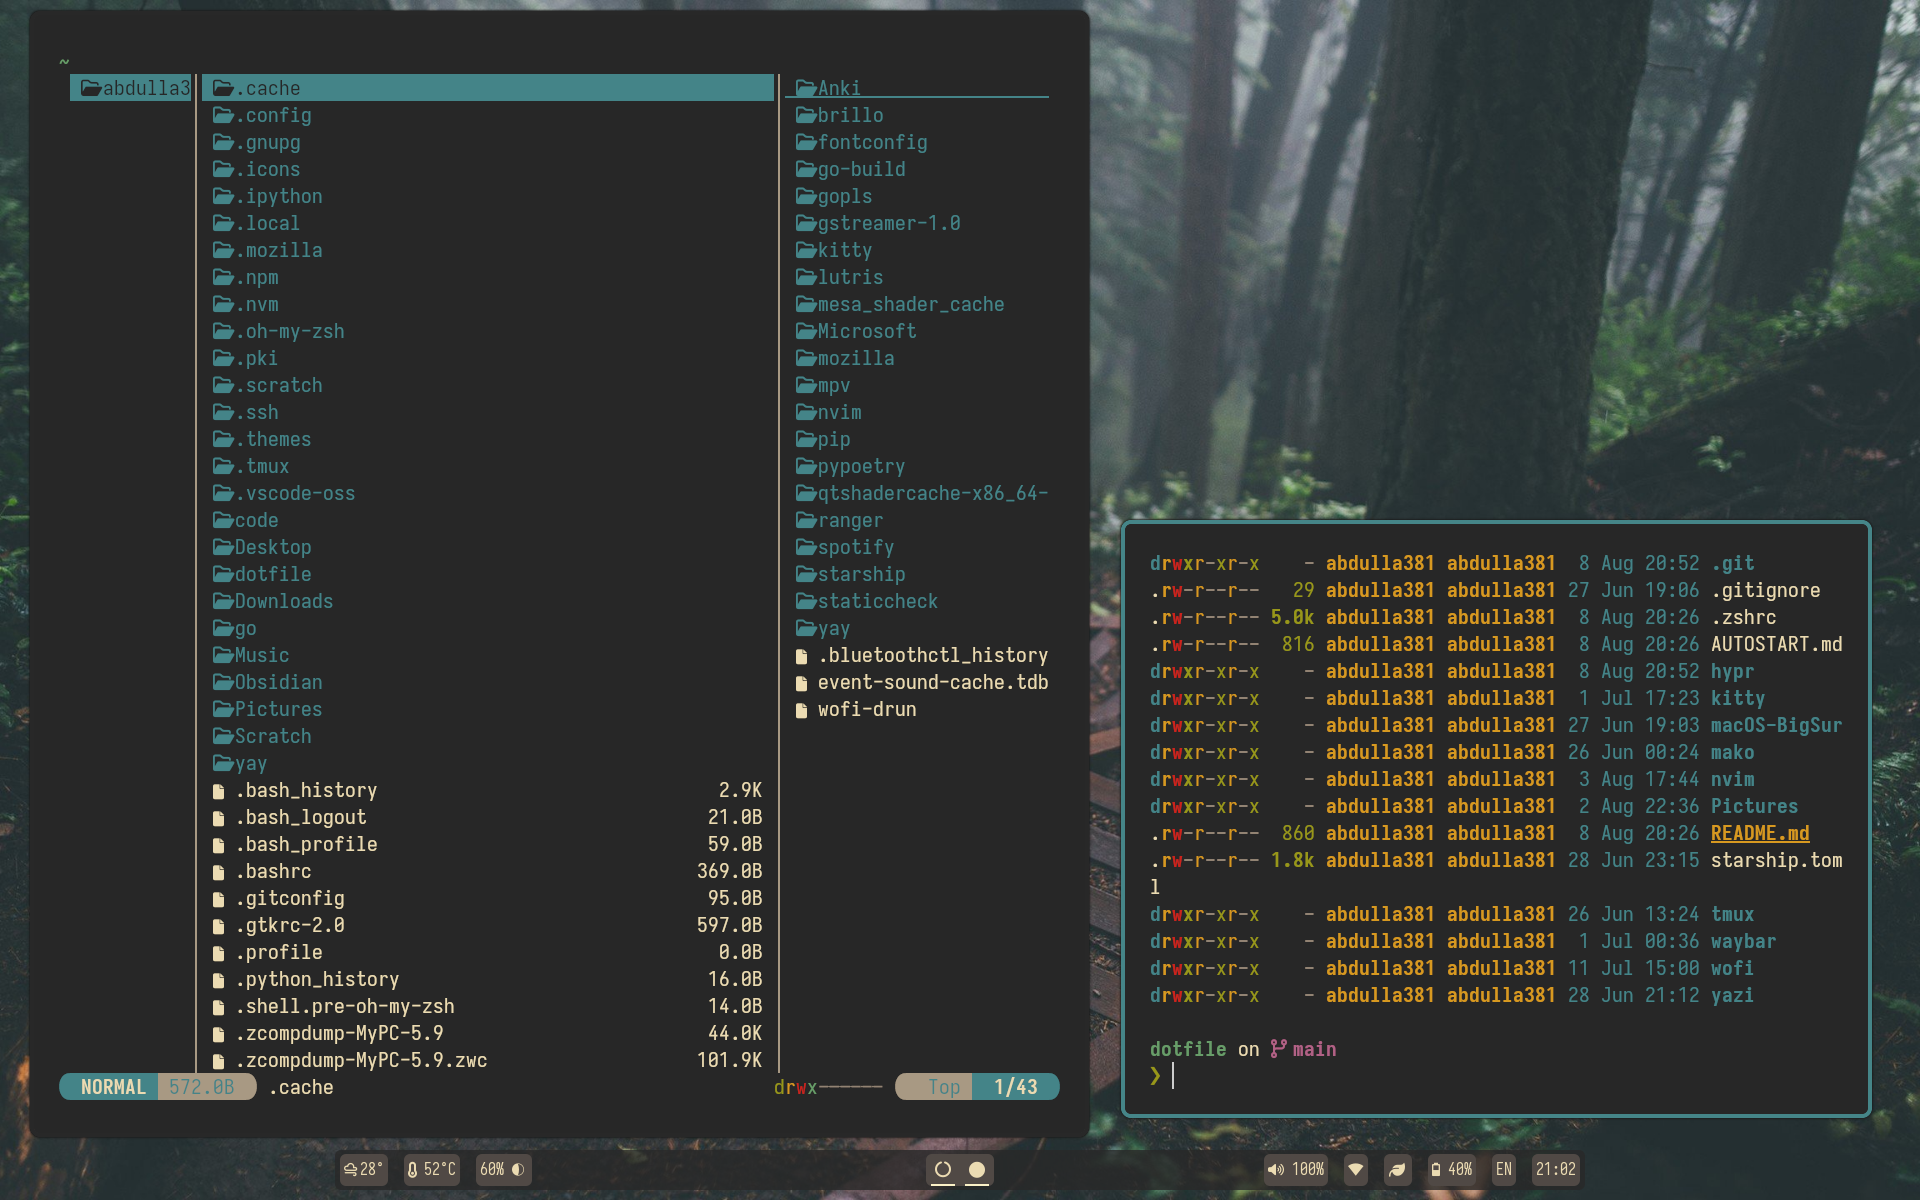 ~
abdulla3
.cache
.config
.gnupg
.icons
.ipython
.local
.mozilla
.npm
.nvm
.oh-my-zsh
.pki
.scratch
.ssh
.themes
.tmux
.vscode-oss
code
Desktop
dotfile
Downloads
go
Music
Obsidian
Pictures
Scratch
yay
.bash_history 2.9K
.bash_logout 21.0B
.bash_profile 59.0B
.bashrc 369.0B
.gitconfig 95.0B
.gtkrc-2.0 597.0B
.profile 0.0B
.python_history 16.0B
.shell.pre-oh-my-zsh 14.0B
.zcompdump-MyPC-5.9 44.0K
.zcompdump-MyPC-5.9.zwc 101.9K
Anki
brillo
fontconfig
go-build
gopls
gstreamer-1.0
kitty
lutris
mesa_shader_cache
Microsoft
mozilla
mpv
nvim
pip
pypoetry
qtshadercache-x86_64-
ranger
spotify
starship
staticcheck
yay
.bluetoothctl_history
event-sound-cache.tdb
wofi-drun
NORMAL 572.0B .cache drwx------ Top 1/43
drwxr-xr-x - abdulla381 abdulla381 8 Aug 20:52 .git
.rw-r--r-- 29 abdulla381 abdulla381 27 Jun 19:06 .gitignore
.rw-r--r-- 5.0k abdulla381 abdulla381 8 Aug 20:26 .zshrc
.rw-r--r-- 816 abdulla381 abdulla381 8 Aug 20:26 AUTOSTART.md
drwxr-xr-x - abdulla381 abdulla381 8 Aug 20:52 hypr
drwxr-xr-x - abdulla381 abdulla381 1 Jul 17:23 kitty
drwxr-xr-x - abdulla381 abdulla381 27 Jun 19:03 macOS-BigSur
drwxr-xr-x - abdulla381 abdulla381 26 Jun 00:24 mako
drwxr-xr-x - abdulla381 abdulla381 3 Aug 17:44 nvim
drwxr-xr-x - abdulla381 abdulla381 2 Aug 22:36 Pictures
.rw-r--r-- 860 abdulla381 abdulla381 8 Aug 20:26 README.md
.rw-r--r-- 1.8k abdulla381 abdulla381 28 Jun 23:15 starship.tom
l
drwxr-xr-x - abdulla381 abdulla381 26 Jun 13:24 tmux
drwxr-xr-x - abdulla381 abdulla381 1 Jul 00:36 waybar
drwxr-xr-x - abdulla381 abdulla381 11 Jul 15:00 wofi
drwxr-xr-x - abdulla381 abdulla381 28 Jun 21:12 yazi
dotfile on main
❯
28° 52°C 60% 100% 40% EN 21:02